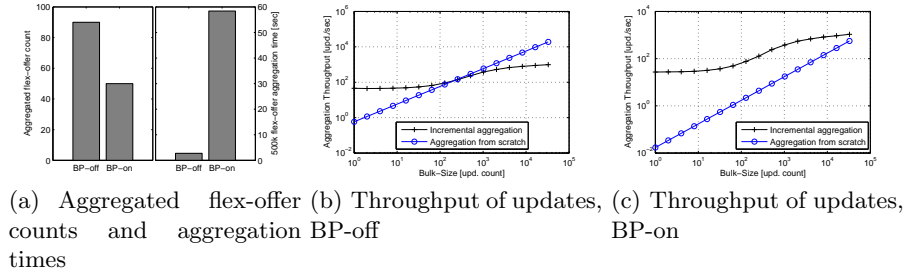 100
80
60
40
20
0
Aggregated flex−offer count
BP−off BP−on
BP−off BP−on
60
50
40
30
20
10
0
500k flex−offer aggregation time [sec]
10^6
10^4
10^2
10^0
10^−2
Aggregation Throughput [upd./sec]
Incremental aggregation
Aggregation from scratch
10^0 10^1 10^2 10^3 10^4 10^5
Bulk−Size [upd. count]
10^6
10^4
10^2
10^0
10^−2
Aggregation Throughput [upd./sec]
Incremental aggregation
Aggregation from scratch
10^0 10^1 10^2 10^3 10^4 10^5
Bulk−Size [upd. count]
(a) Aggregated flex-offer
counts and aggregation
times
(b) Throughput of updates,
BP-off
(c) Throughput of updates,
BP-on